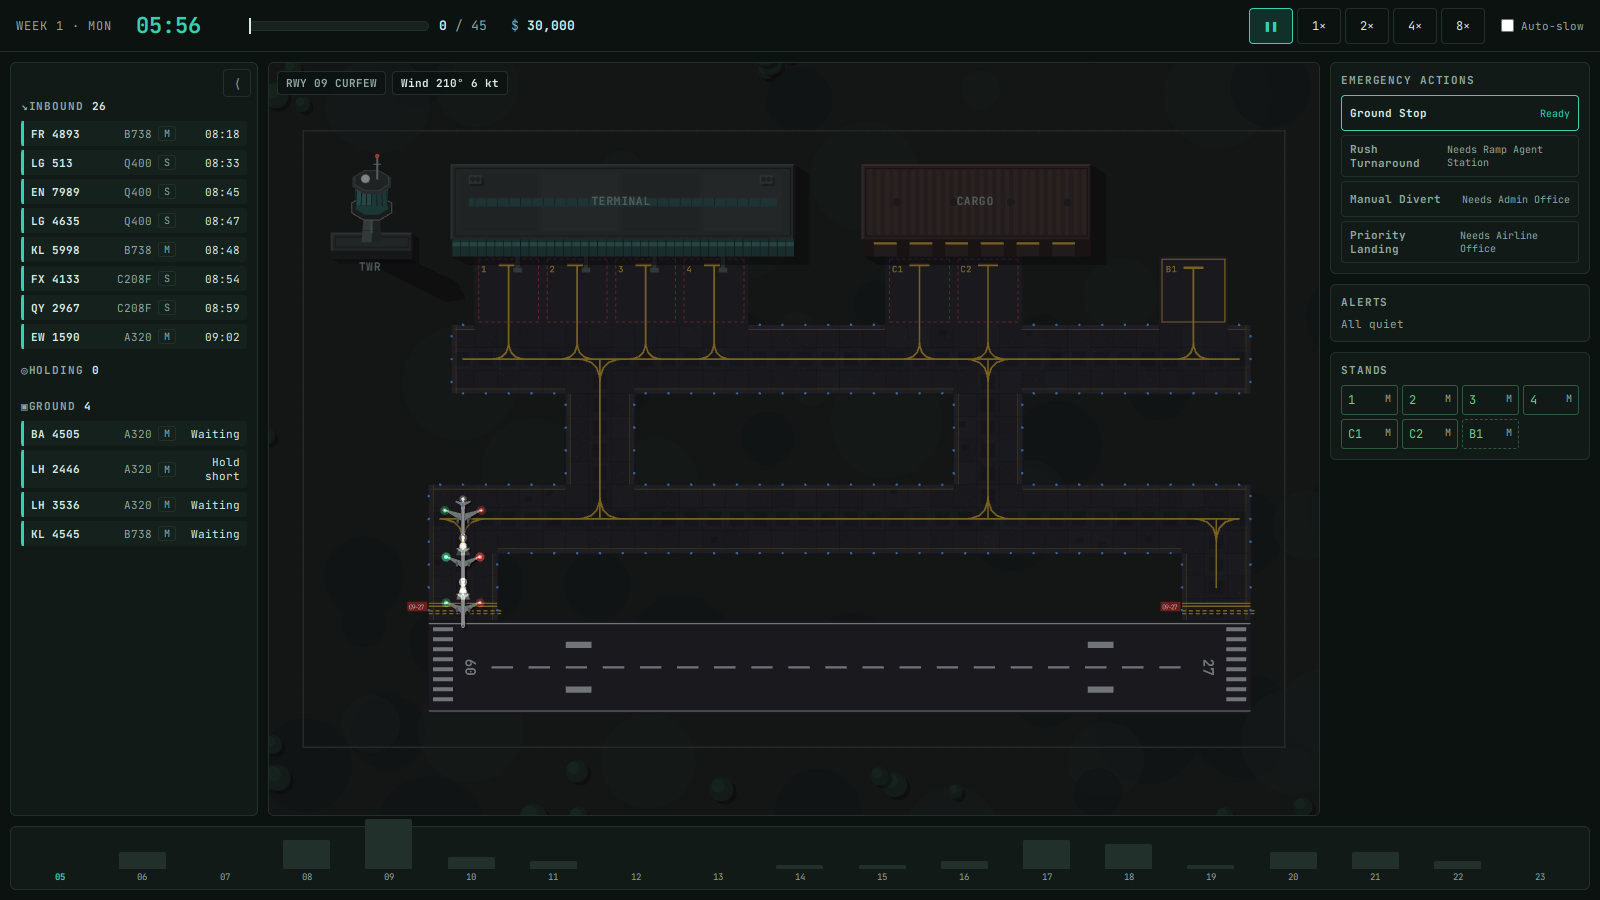 WEEK 1 · MON
05:56
0 / 45
$ 30,000
1×
2×
4×
8×
Auto-slow
INBOUND 26
FR 4893 B738 M 08:18
LG 513 Q400 S 08:33
EN 7989 Q400 S 08:45
LG 4635 Q400 S 08:47
KL 5998 B738 M 08:48
FX 4133 C208F S 08:54
QY 2967 C208F S 08:59
EW 1590 A320 M 09:02
HOLDING 0
GROUND 4
BA 4505 A320 M Waiting
LH 2446 A320 M Hold short
LH 3536 A320 M Waiting
KL 4545 B738 M Waiting
RWY 09 CURFEW
Wind 210° 6 kt
TWR
TERMINAL
CARGO
1
2
3
4
C1
C2
B1
09-27
09-27
09
27
EMERGENCY ACTIONS
Ground Stop Ready
Rush Turnaround Needs Ramp Agent Station
Manual Divert Needs Admin Office
Priority Landing Needs Airline Office
ALERTS
All quiet
STANDS
1 M
2 M
3 M
4 M
C1 M
C2 M
B1 M
05 06 07 08 09 10 11 12 13 14 15 16 17 18 19 20 21 22 23